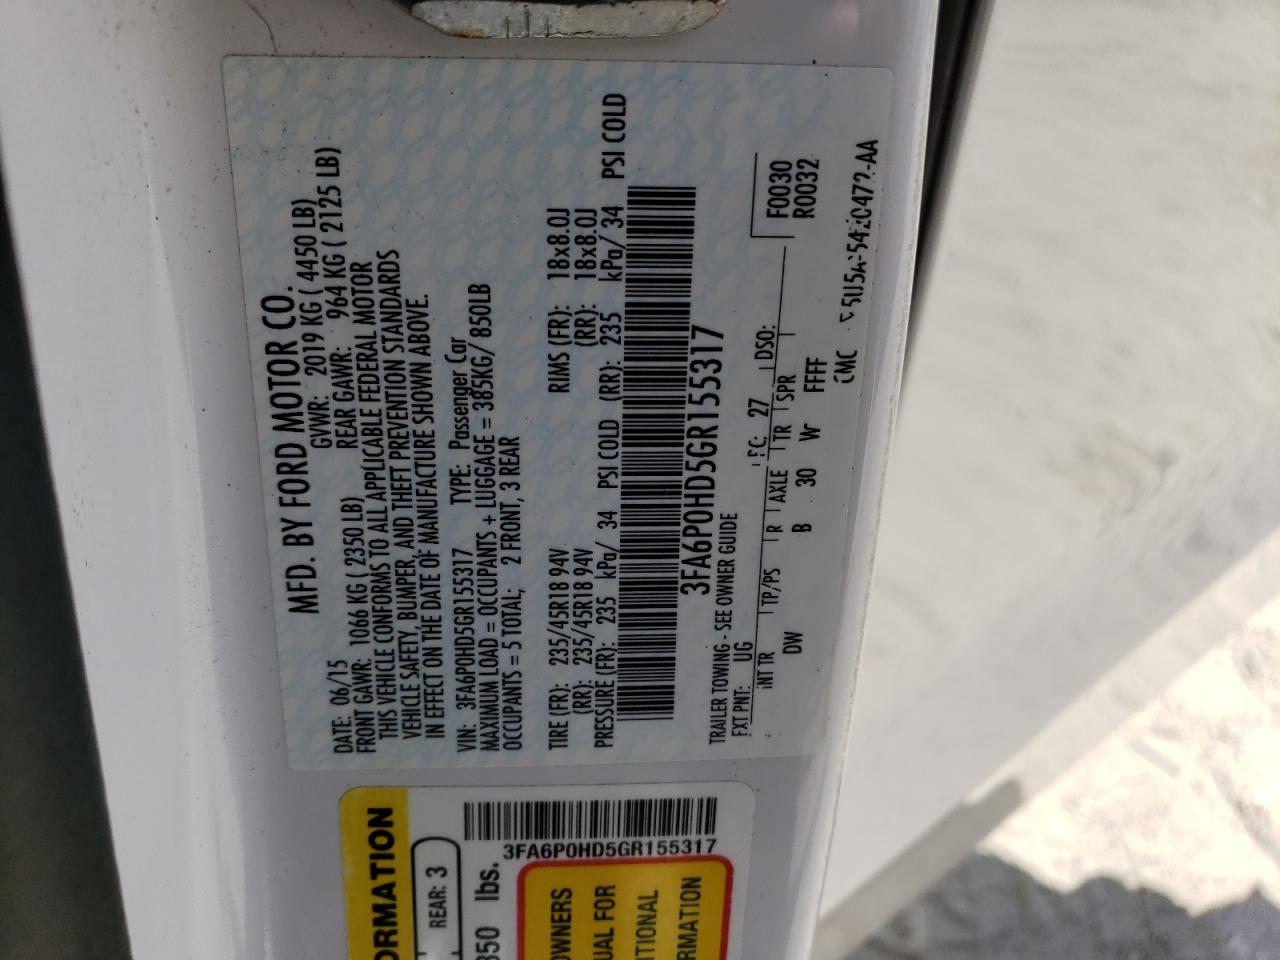 MFD. BY FORD MOTOR CO.
DATE: 06/15 GVWR: 2019 KG ( 4450 LB)
FRONT GAWR: 1066 KG ( 2350 LB) REAR GAWR: 964 KG ( 2125 LB)
THIS VEHICLE CONFORMS TO ALL APPLICABLE FEDERAL MOTOR
VEHICLE SAFETY, BUMPER, AND THEFT PREVENTION STANDARDS
IN EFFECT ON THE DATE OF MANUFACTURE SHOWN ABOVE.
VIN: 3FA6P0HD5GR155317 TYPE: Passenger Car
MAXIMUM LOAD = OCCUPANTS + LUGGAGE = 385KG/ 850LB
OCCUPANTS = 5 TOTAL; 2 FRONT, 3 REAR
TIRE (FR): 235/45R18 94V RIMS (FR): 18x8.0J
(RR): 235/45R18 94V (RR): 18x8.0J
PRESSURE (FR): 235 kPa/ 34 PSI COLD (RR): 235 kPa/ 34 PSI COLD
3FA6P0HD5GR155317
TRAILER TOWING - SEE OWNER GUIDE
EXT PNT: UG FC: 27 DSO: F0030
R0032
INT TR TP/PS R AXLE TR SPR
DW B 30 W FFFF
3FA6P0HD5GR155317
ORMATION
REAR: 3
850 lbs.
OWNERS
UAL FOR
TIONAL
RMATION